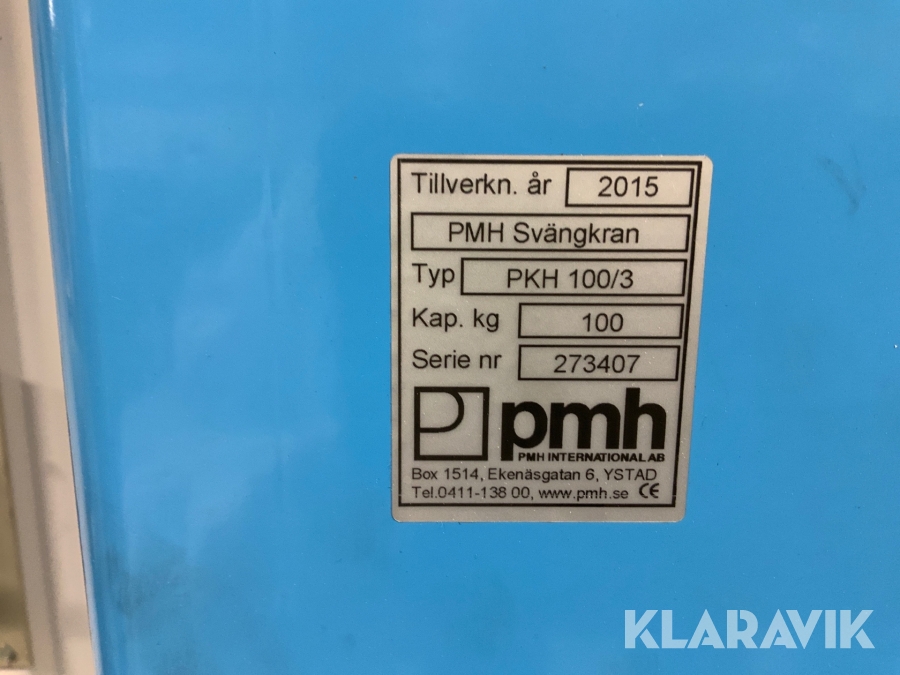 Tillverkn. år 2015
PMH Svängkran
Typ PKH 100/3
Kap. kg 100
Serie nr 273407
pmh
PMH INTERNATIONAL AB
Box 1514, Ekenäsgatan 6, YSTAD
Tel.0411-138 00, www.pmh.se CE
KLARAVIK